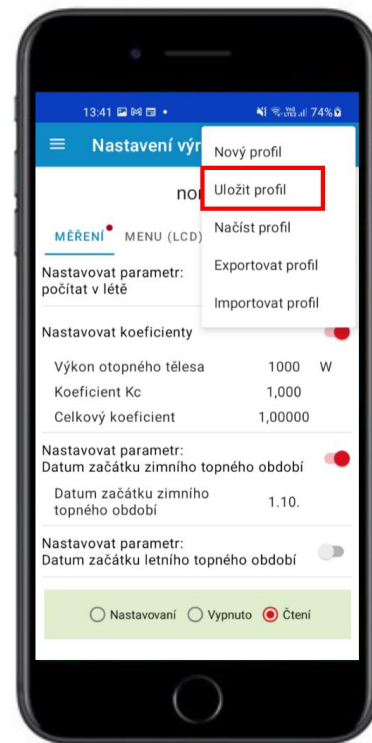 13:41 74%
Nastavení výr
Nový profil
Uložit profil
Načíst profil
Exportovat profil
Importovat profil
nor
MĚŘENÍ MENU (LCD)
Nastavovat parametr:
počítat v létě
Nastavovat koeficienty
Výkon otopného tělesa 1000 W
Koeficient Kc 1,000
Celkový koeficient 1,00000
Nastavovat parametr:
Datum začátku zimního topného období
Datum začátku zimního 1.10.
topného období
Nastavovat parametr:
Datum začátku letního topného období
Nastavovaní Vypnuto Čtení